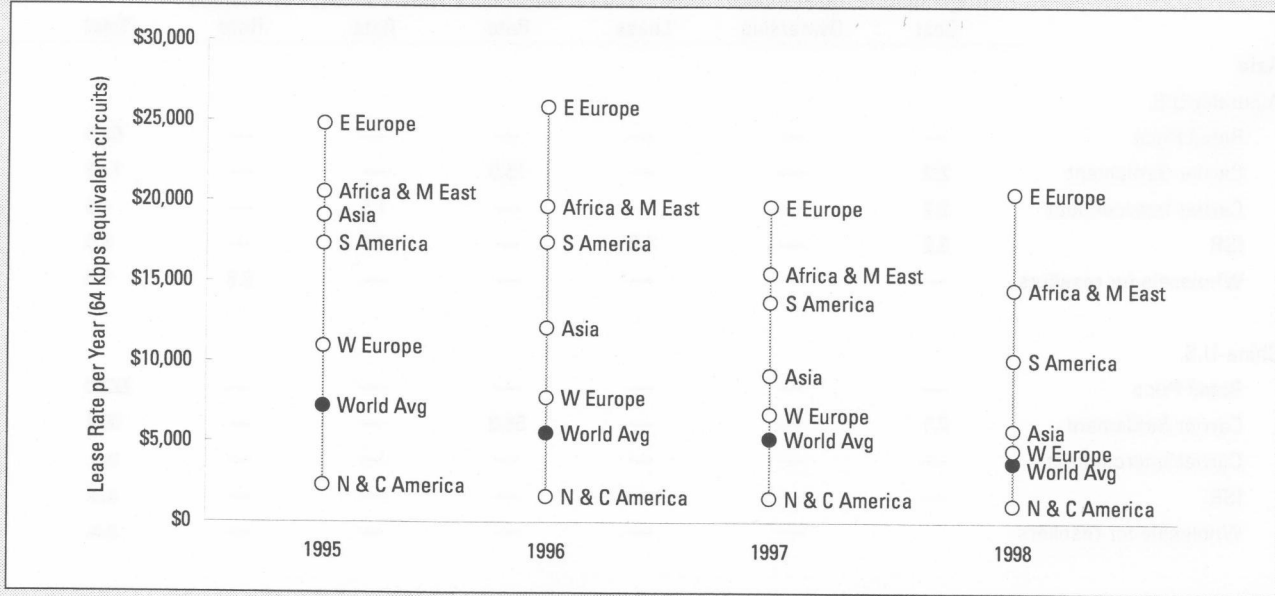 $30,000
$25,000
$20,000
$15,000
$10,000
$5,000
$0
Lease Rate per Year (64 kbps equivalent circuits)
E Europe
Africa & M East
Asia
S America
W Europe
World Avg
N & C America
1995
E Europe
Africa & M East
S America
Asia
W Europe
World Avg
N & C America
1996
E Europe
Africa & M East
S America
Asia
W Europe
World Avg
N & C America
1997
E Europe
Africa & M East
S America
Asia
W Europe
World Avg
N & C America
1998